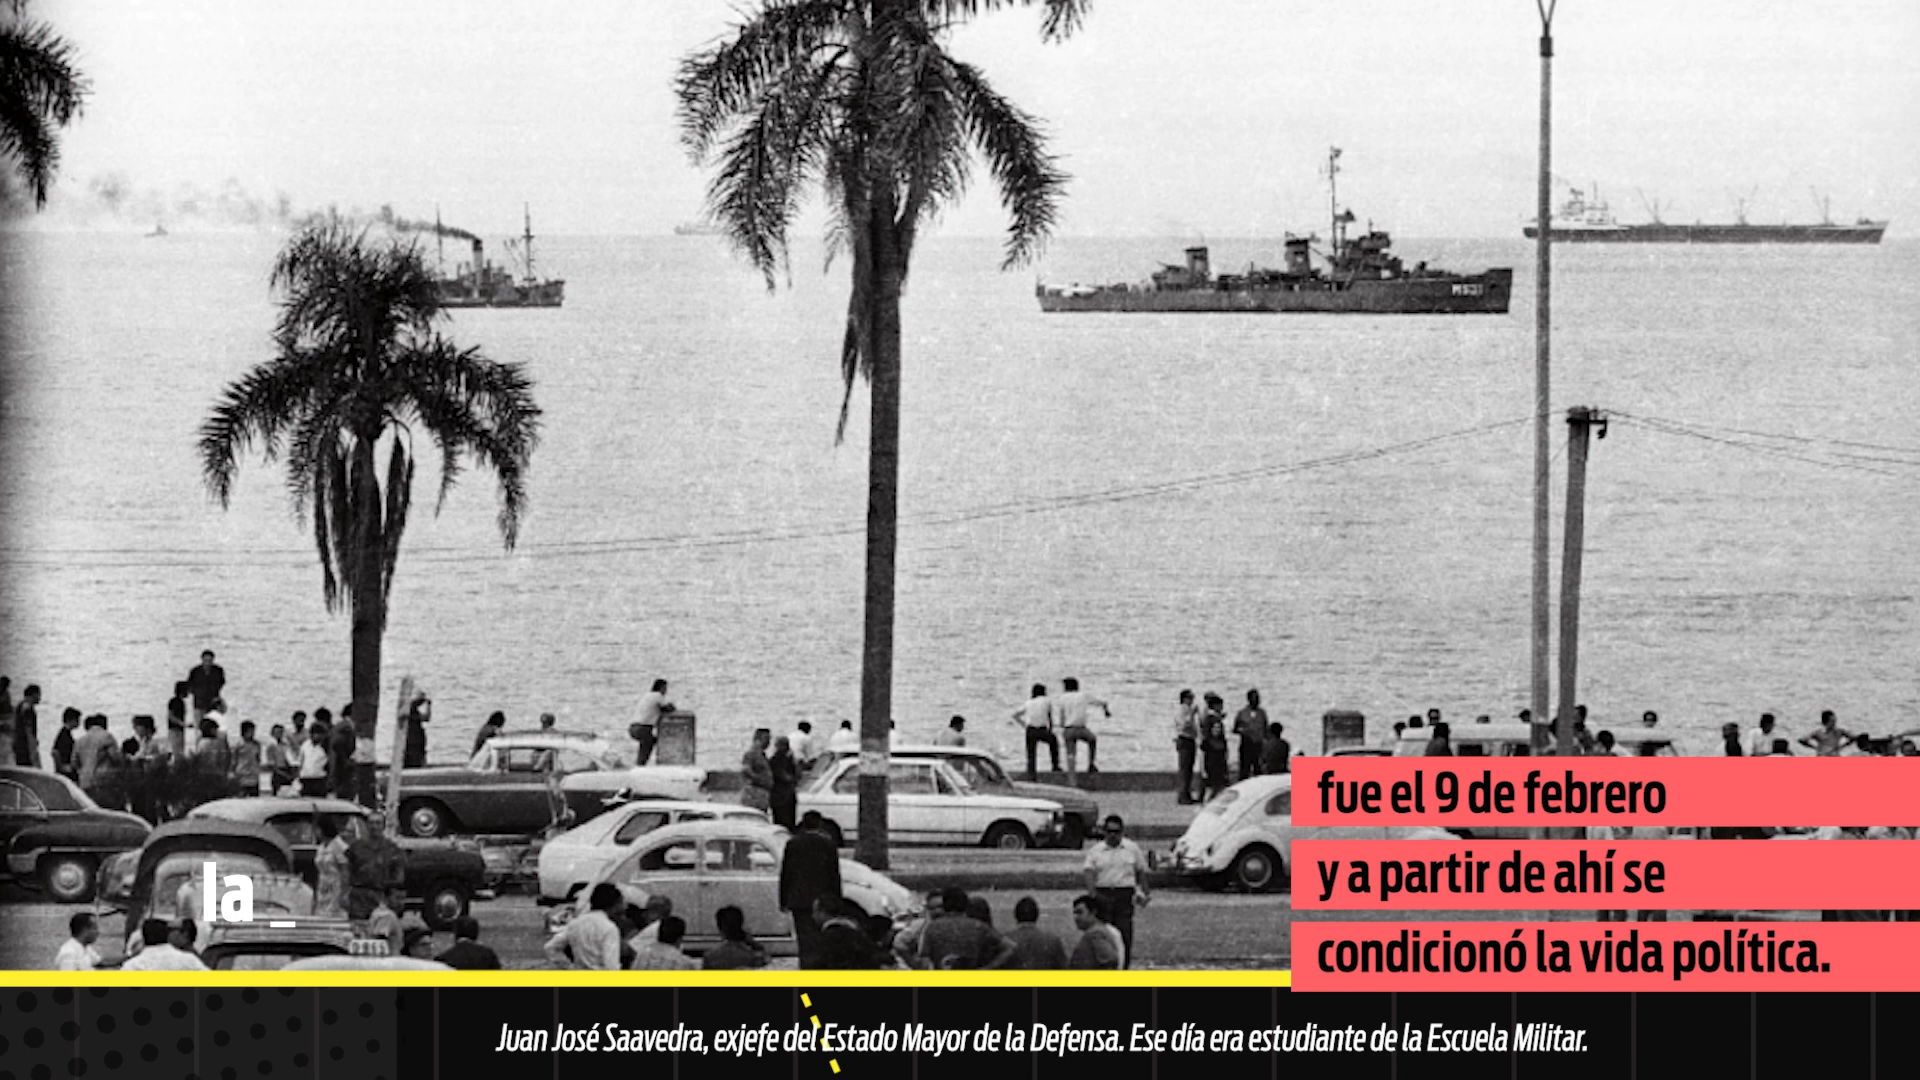 fue el 9 de febrero
y a partir de ahí se
condicionó la vida política.
la _
Juan José Saavedra, exjefe del Estado Mayor de la Defensa. Ese día era estudiante de la Escuela Militar.